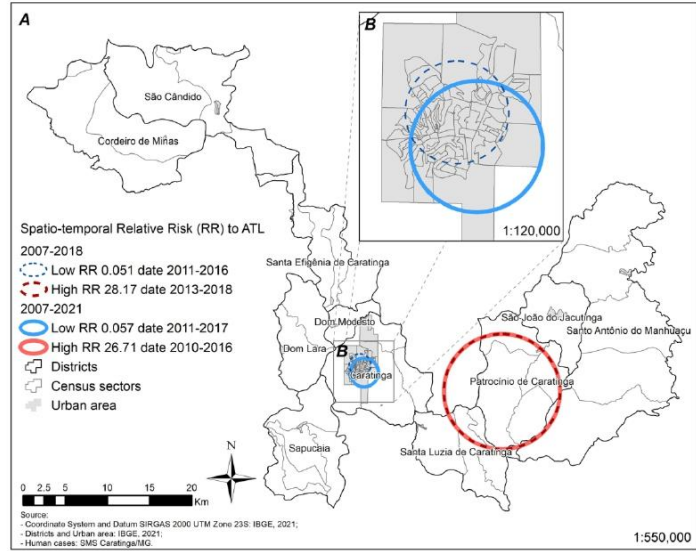 A
B
São Cândido
Cordeiro de Miñas
1:120,000
Spatio-temporal Relative Risk (RR) to ATL
2007-2018
Low RR 0.051 date 2011-2016
High RR 28.17 date 2013-2018
2007-2021
Low RR 0.057 date 2011-2017
High RR 26.71 date 2010-2016
Districts
Census sectors
Urban area
Santa Efigênia de Caratinga
Dom Modesto
São João do Jacutinga
Santo Antônio do Manhuaçu
Dom Lara
B
Caratinga
Patrocínio de Caratinga
Sapucaia
Santa Luzia de Caratinga
N
0 2.5 5 10 15 20
Km
Source:
- Coordinate System and Datum SIRGAS 2000 UTM Zone 23S: IBGE, 2021;
- Districts and Urban area: IBGE, 2021;
- Human cases: SMS Caratinga/MG.
1:550,000